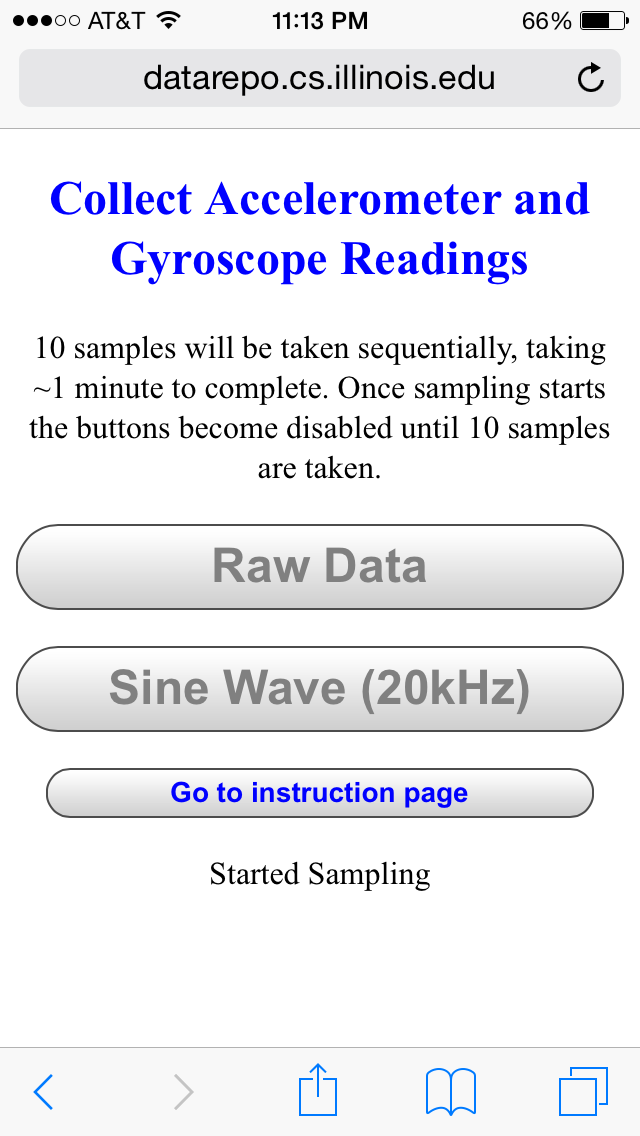 AT&T 11:13 PM 66%
datarepo.cs.illinois.edu
Collect Accelerometer and
Gyroscope Readings
10 samples will be taken sequentially, taking
~1 minute to complete. Once sampling starts
the buttons become disabled until 10 samples
are taken.
Raw Data
Sine Wave (20kHz)
Go to instruction page
Started Sampling